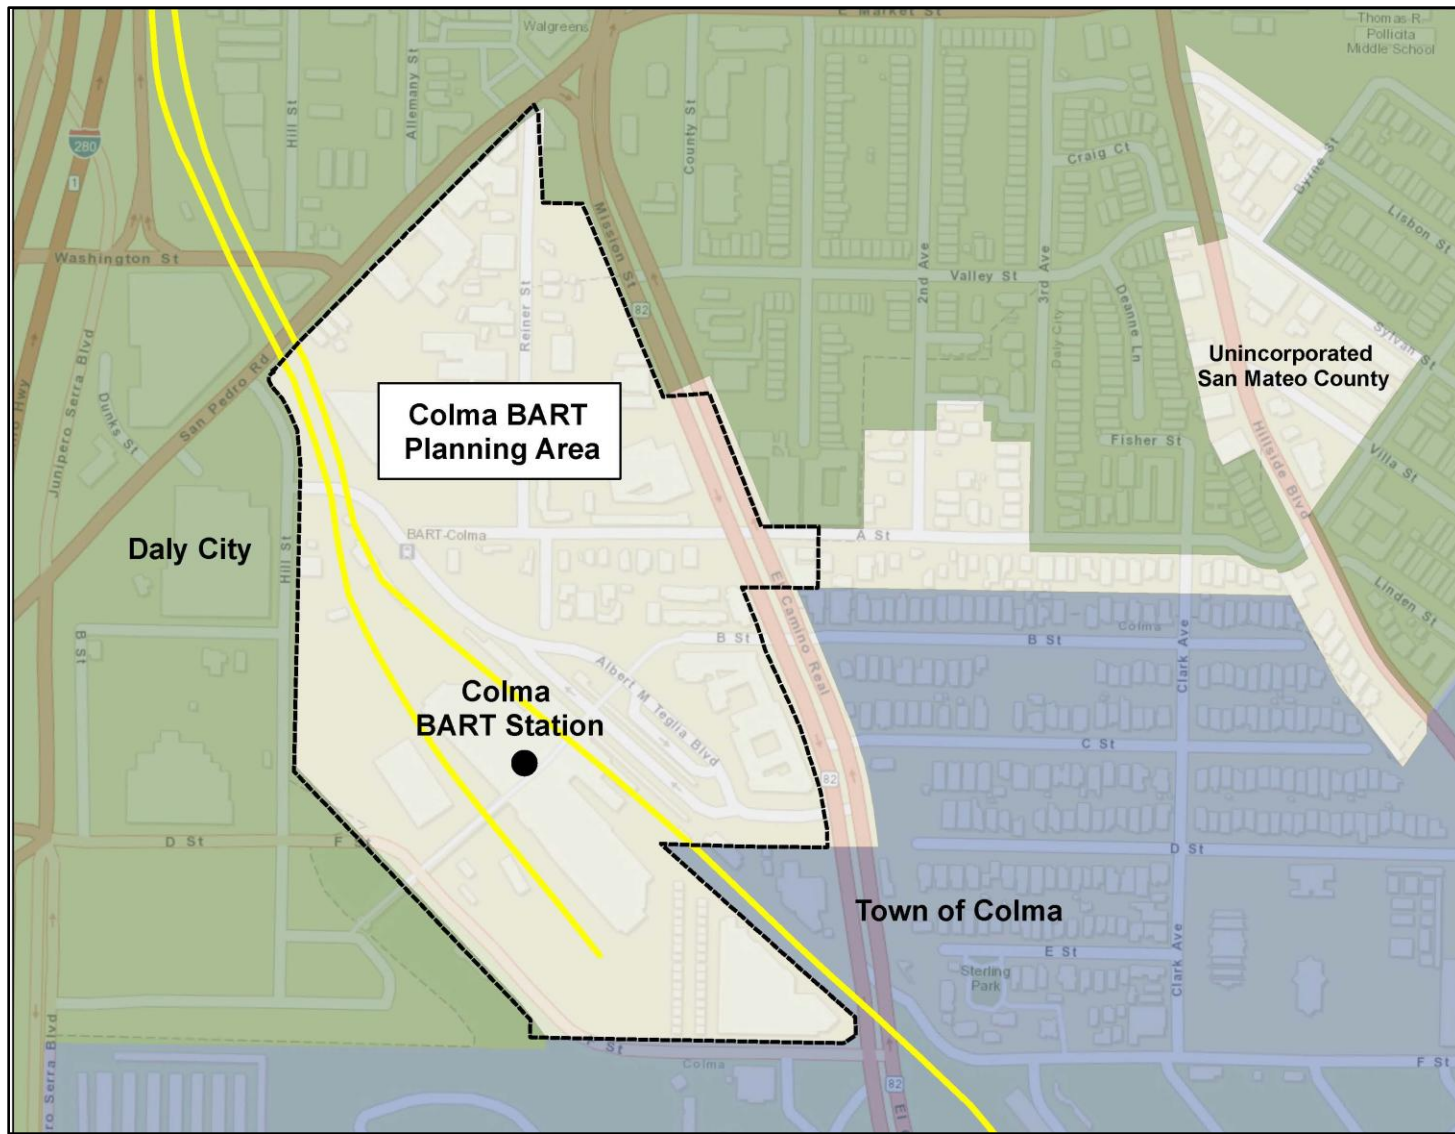 E Market St
Walgreens
Thomas R
Pollicita
Middle School
Allemany St
Hill St
County St
280
1
Craig Ct
Byrne St
Lisbon St
Mission St
Washington St
2nd Ave
Valley St
3rd Ave
Deanne Ln
82
Reiner St
Daly City
Sylvan St
Unincorporated
San Mateo County
Junipero Serra Blvd
San Pedro Rd
Dunks St
Colma BART
Planning Area
Hillside Blvd
Fisher St
Villa St
BART-Colma
A St
Daly City
Hill St
El Camino Real
Linden St
B St
B St
B St
Colma
Clark Ave
Albert M Teglia Blvd
Colma
BART Station
C St
82
D St
F St
D St
Town of Colma
E St
Sterling
Park
Clark Ave
F St
Colma
F St
82